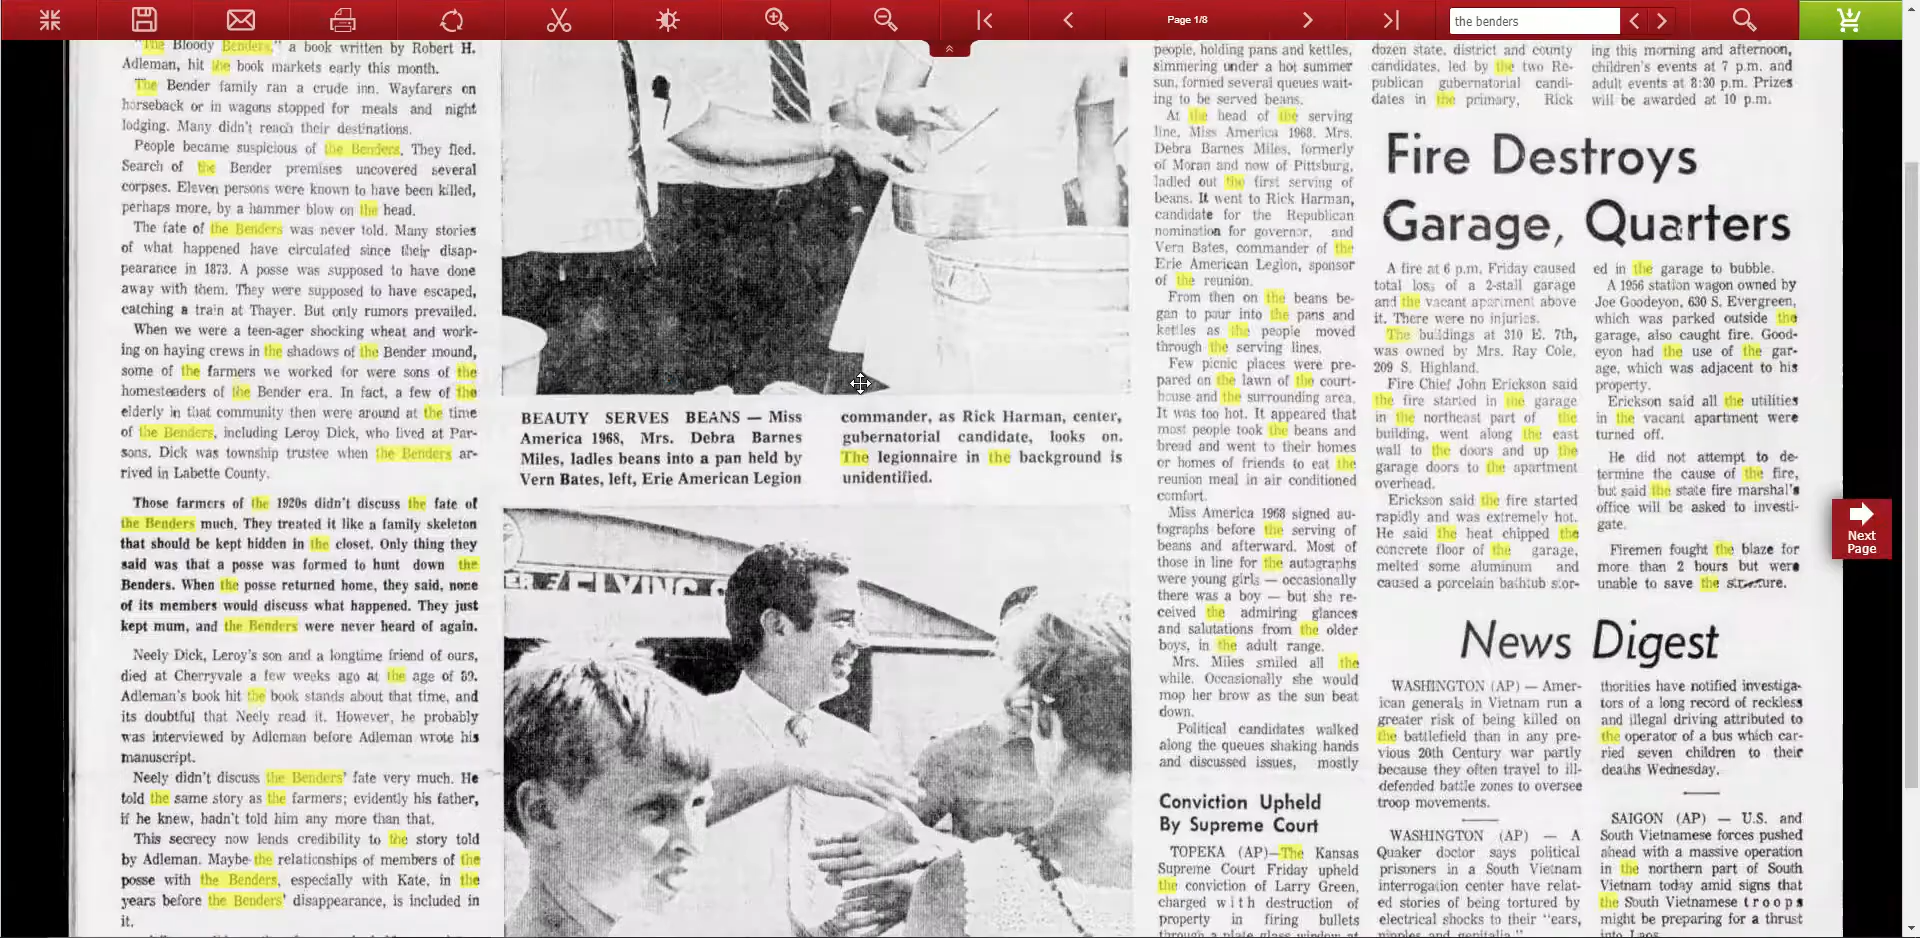 Page 1/8
the benders
"The Bloody Benders," a book written by Robert H.
Adleman, hit the book markets early this month.
The Bender family ran a crude inn. Wayfarers on
horseback or in wagons stopped for meals and night
lodging. Many didn't reach their destinations.
People became suspicious of the Benders. They fled.
Search of the Bender premises uncovered several
corpses. Eleven persons were known to have been killed,
perhaps more, by a hammer blow on the head.
The fate of the Benders was never told. Many stories
of what happened have circulated since their disap-
pearance in 1873. A posse was supposed to have done
away with them. They were supposed to have escaped,
catching a train at Thayer. But only rumors prevailed.
When we were a teen-ager shocking wheat and work-
ing on haying crews in the shadows of the Bender mound,
some of the farmers we worked for were sons of the
homesteaders of the Bender era. In fact, a few of the
elderly in that community then were around at the time
of the Benders, including Leroy Dick, who lived at Par-
sons. Dick was township trustee when the Benders ar-
rived in Labette County.
Those farmers of the 1920s didn't discuss the fate of
the Benders much. They treated it like a family skeleton
that should be kept hidden in the closet. Only thing they
said was that a posse was formed to hunt down the
Benders. When the posse returned home, they said, none
of its members would discuss what happened. They just
kept mum, and the Benders were never heard of again.
Neely Dick, Leroy's son and a longtime friend of ours,
died at Cherryvale a few weeks ago at the age of 89.
Adleman's book hit the book stands about that time, and
its doubtful that Neely read it. However, he probably
was interviewed by Adleman before Adleman wrote his
manuscript.
Neely didn't discuss the Benders' fate very much. He
told the same story as the farmers; evidently his father,
if he knew, hadn't told him any more than that.
This secrecy now lends credibility to the story told
by Adleman. Maybe the relationships of members of the
posse with the Benders, especially with Kate, in the
years before the Benders' disappearance, is included in
it.
BEAUTY SERVES BEANS — Miss
America 1968, Mrs. Debra Barnes
Miles, ladles beans into a pan held by
Vern Bates, left, Erie American Legion
commander, as Rick Harman, center,
gubernatorial candidate, looks on.
The legionnaire in the background is
unidentified.
FLYING
people, holding pans and kettles,
simmering under a hot summer
sun, formed several queues wait-
ing to be served beans.
At the head of the serving
line, Miss America 1968, Mrs.
Debra Barnes Miles, formerly
of Moran and now of Pittsburg,
ladled out the first serving of
beans. It went to Rick Harman,
candidate for the Republican
nomination for governor, and
Vern Bates, commander of the
Erie American Legion, sponsor
of the reunion.
From then on the beans be-
gan to pour into the pans and
kettles as the people moved
through the serving lines.
Few picnic places were pre-
pared on the lawn of the court-
house and the surrounding area.
It was too hot. It appeared that
most people took the beans and
bread and went to their homes
or homes of friends to eat the
reunion meal in air conditioned
comfort.
Miss America 1968 signed au-
tographs before the serving of
beans and afterward. Most of
those in line for the autographs
were young girls — occasionally
there was a boy — but she re-
ceived the admiring glances
and salutations from the older
boys, in the adult range.
Mrs. Miles smiled all the
while. Occasionally she would
mop her brow as the sun beat
down.
Political candidates walked
along the queues shaking hands
and discussed issues, mostly
Conviction Upheld
By Supreme Court
TOPEKA (AP)—The Kansas
Supreme Court Friday upheld
the conviction of Larry Green,
charged with destruction of
property in firing bullets
through a plate glass window at
dozen state, district and county
candidates, led by the two Re-
publican gubernatorial candi-
dates in the primary, Rick
ing this morning and afternoon,
children's events at 7 p.m. and
adult events at 8:30 p.m. Prizes
will be awarded at 10 p.m.
Fire Destroys
Garage, Quarters
A fire at 6 p.m. Friday caused
total loss of a 2-stall garage
and the vacant apartment above
it. There were no injuries.
The buildings at 310 E. 7th,
was owned by Mrs. Ray Cole,
209 S. Highland.
Fire Chief John Erickson said
the fire started in the garage
in the northeast part of the
building, went along the east
wall to the doors and up the
garage doors to the apartment
overhead.
Erickson said the fire started
rapidly and was extremely hot.
He said the heat chipped the
concrete floor of the garage,
melted some aluminum and
caused a porcelain bathtub stor-
ed in the garage to bubble.
A 1956 station wagon owned by
Joe Goodeyon, 630 S. Evergreen,
which was parked outside the
garage, also caught fire. Good-
eyon had the use of the gar-
age, which was adjacent to his
property.
Erickson said all the utilities
in the vacant apartment were
turned off.
He did not attempt to de-
termine the cause of the fire,
but said the state fire marshal's
office will be asked to investi-
gate.
Firemen fought the blaze for
more than 2 hours but were
unable to save the structure.
News Digest
WASHINGTON (AP) — Amer-
ican generals in Vietnam run a
greater risk of being killed on
the battlefield than in any pre-
vious 20th Century war partly
because they often travel to ill-
defended battle zones to oversee
troop movements.
WASHINGTON (AP) — A
Quaker doctor says political
prisoners in a South Vietnam
interrogation center have relat-
ed stories of being tortured by
electrical shocks to their "ears,
nipples and genitalia."
thorities have notified investiga-
tors of a long record of reckless
and illegal driving attributed to
the operator of a bus which car-
ried seven children to their
deaths Wednesday.
SAIGON (AP) — U.S. and
South Vietnamese forces pushed
ahead with a massive operation
in the northern part of South
Vietnam today amid signs that
the South Vietnamese troops
might be preparing for a thrust
into Laos.
Next
Page